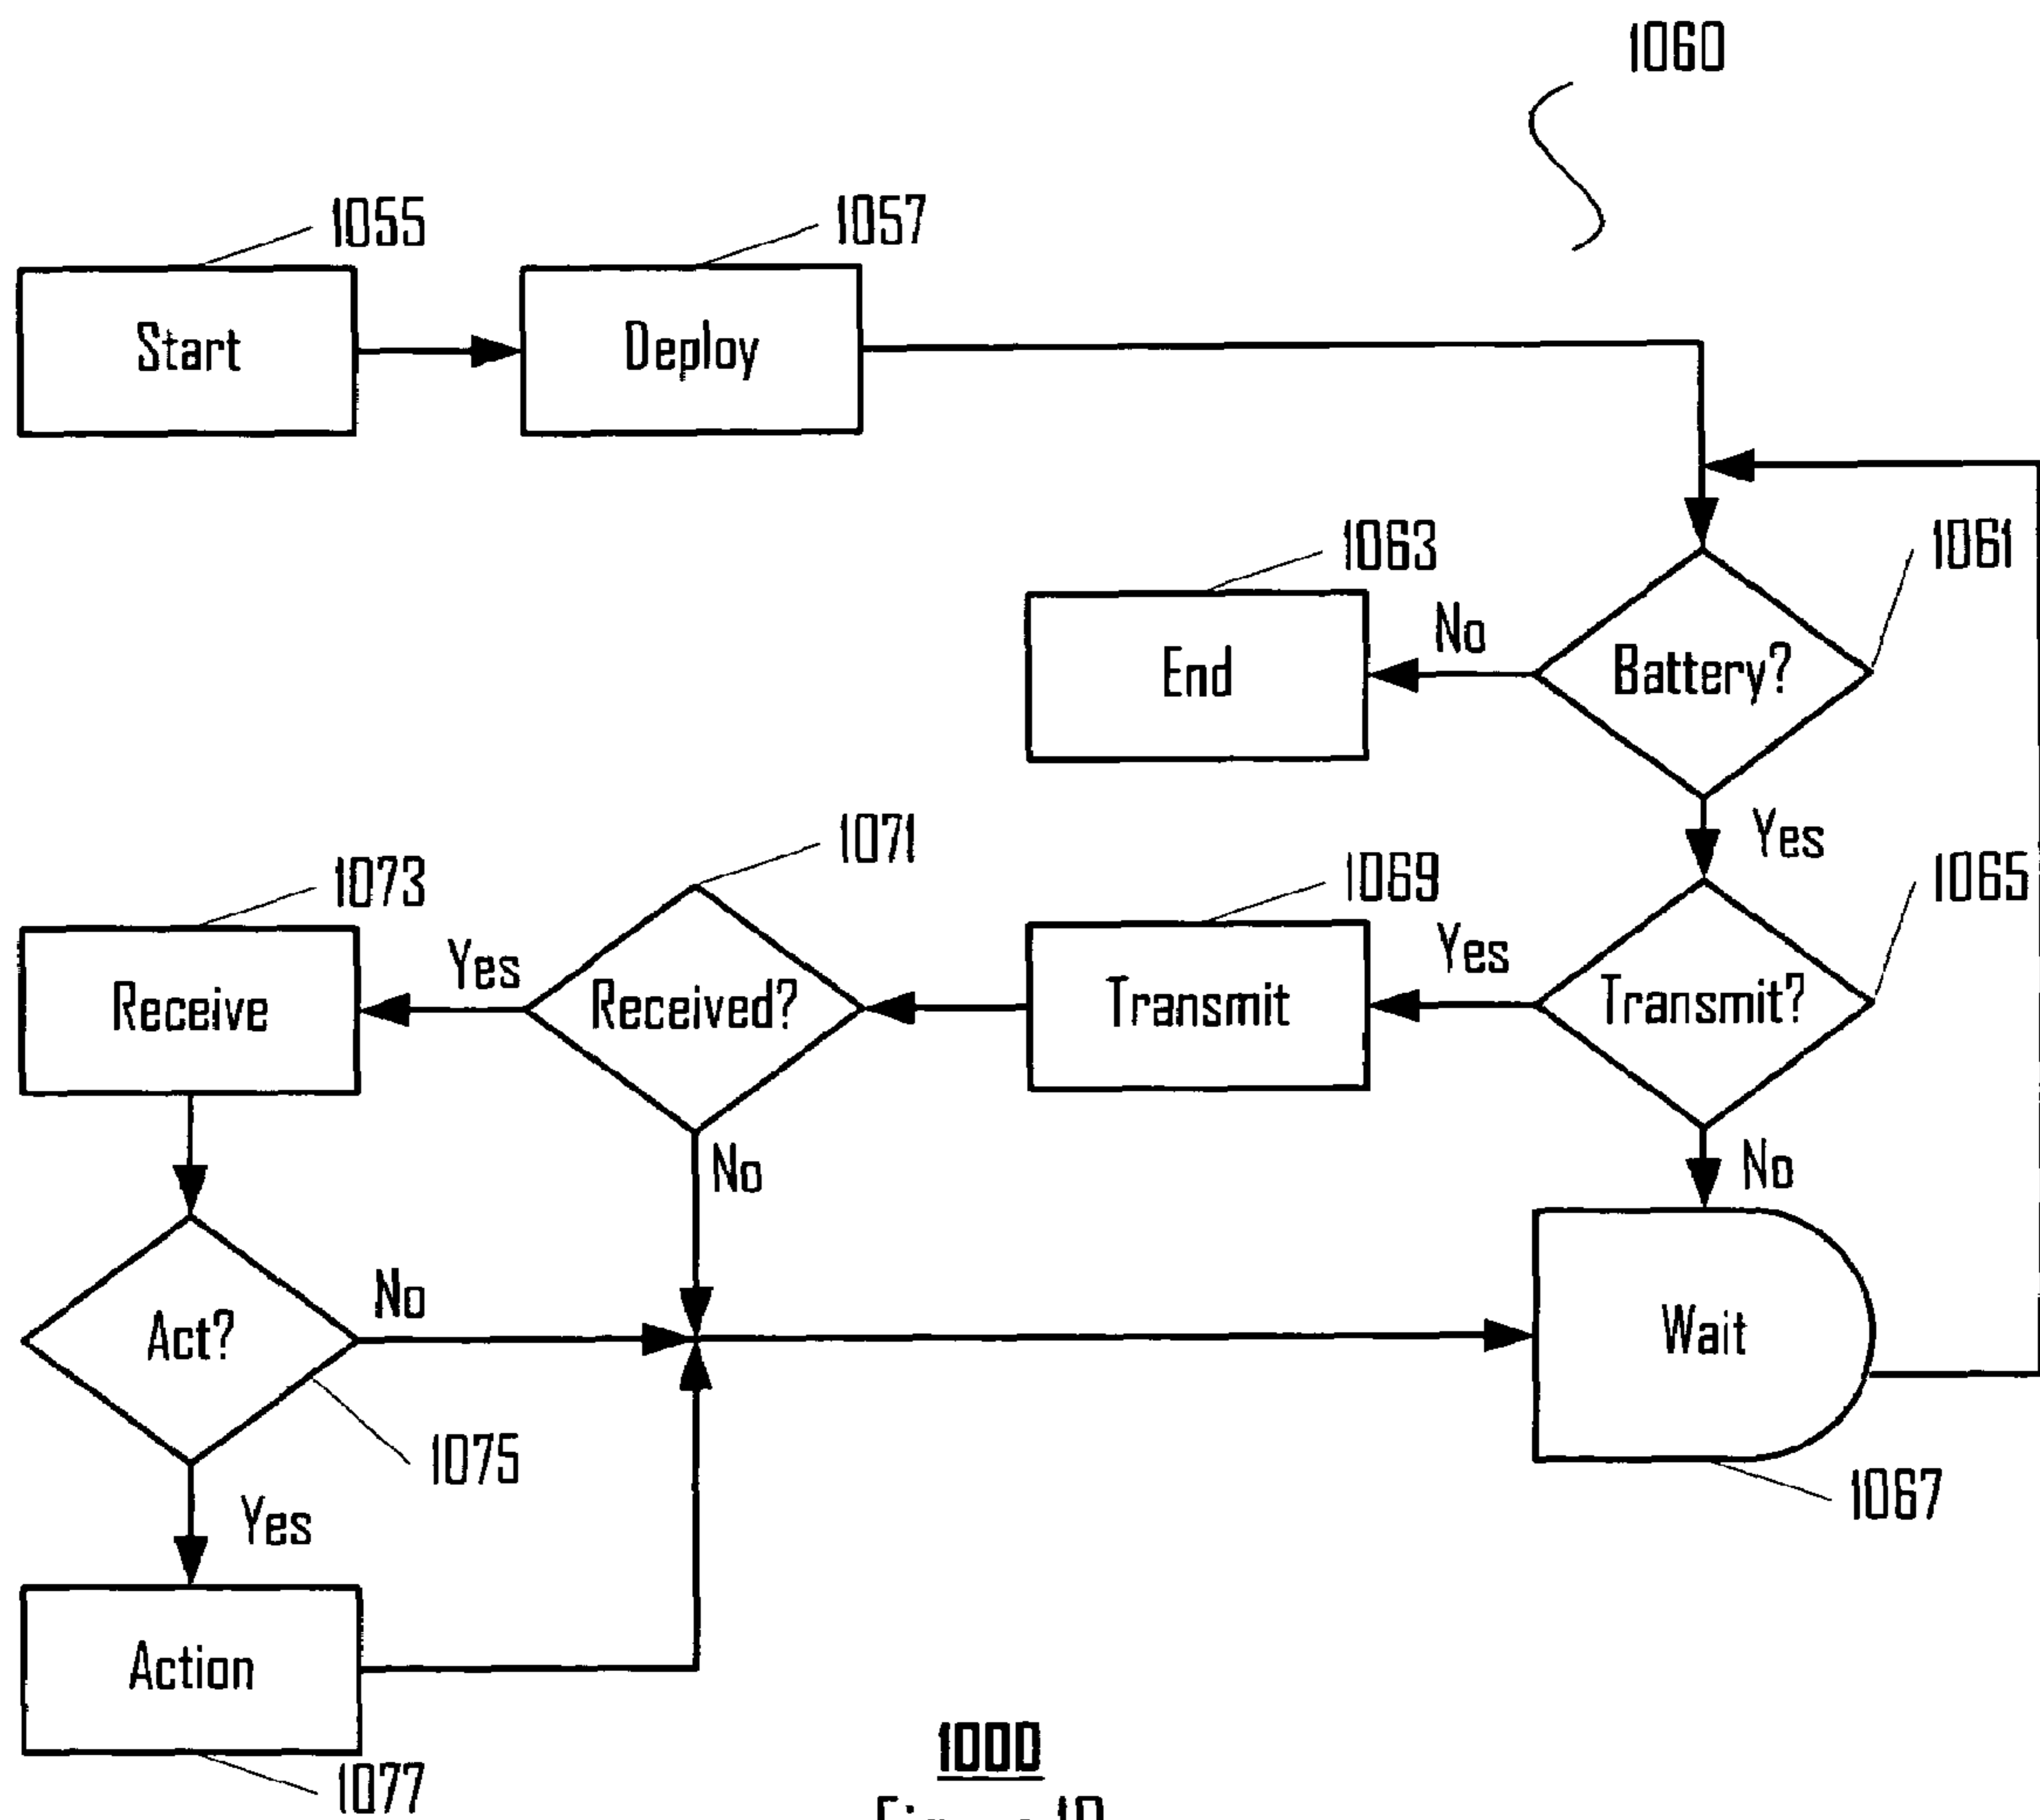 1060
1055
1057
Start
Deploy
1063
1061
No
End
Battery?
Yes
1071
1073
1069
1065
Yes
Yes
Receive
Received?
Transmit
Transmit?
No
No
No
Act?
Wait
1075
1067
Yes
Action
1000
1077